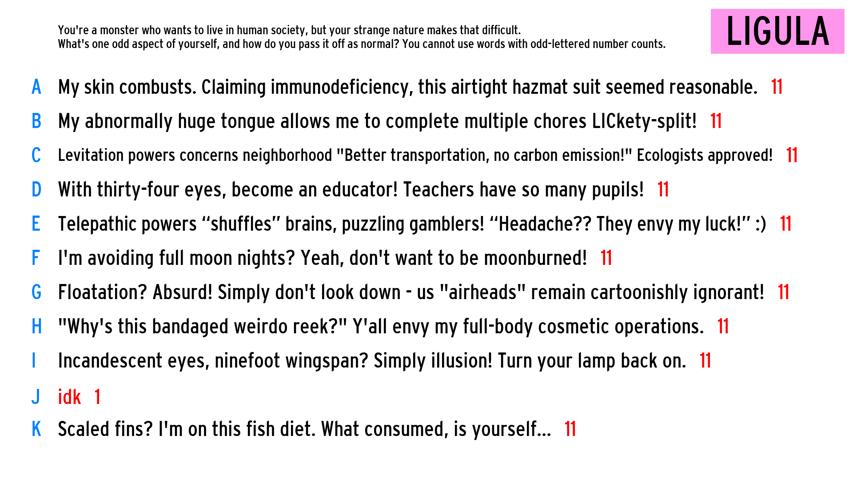 You're a monster who wants to live in human society, but your strange nature makes that difficult.
What's one odd aspect of yourself, and how do you pass it off as normal? You cannot use words with odd-lettered number counts.
LIGULA
A My skin combusts. Claiming immunodeficiency, this airtight hazmat suit seemed reasonable. 11
B My abnormally huge tongue allows me to complete multiple chores LICkety-split! 11
C Levitation powers concerns neighborhood "Better transportation, no carbon emission!" Ecologists approved! 11
D With thirty-four eyes, become an educator! Teachers have so many pupils! 11
E Telepathic powers “shuffles” brains, puzzling gamblers! “Headache?? They envy my luck!” :) 11
F I'm avoiding full moon nights? Yeah, don't want to be moonburned! 11
G Floatation? Absurd! Simply don't look down - us "airheads" remain cartoonishly ignorant! 11
H "Why's this bandaged weirdo reek?" Y'all envy my full-body cosmetic operations. 11
I Incandescent eyes, ninefoot wingspan? Simply illusion! Turn your lamp back on. 11
J idk 1
K Scaled fins? I'm on this fish diet. What consumed, is yourself... 11